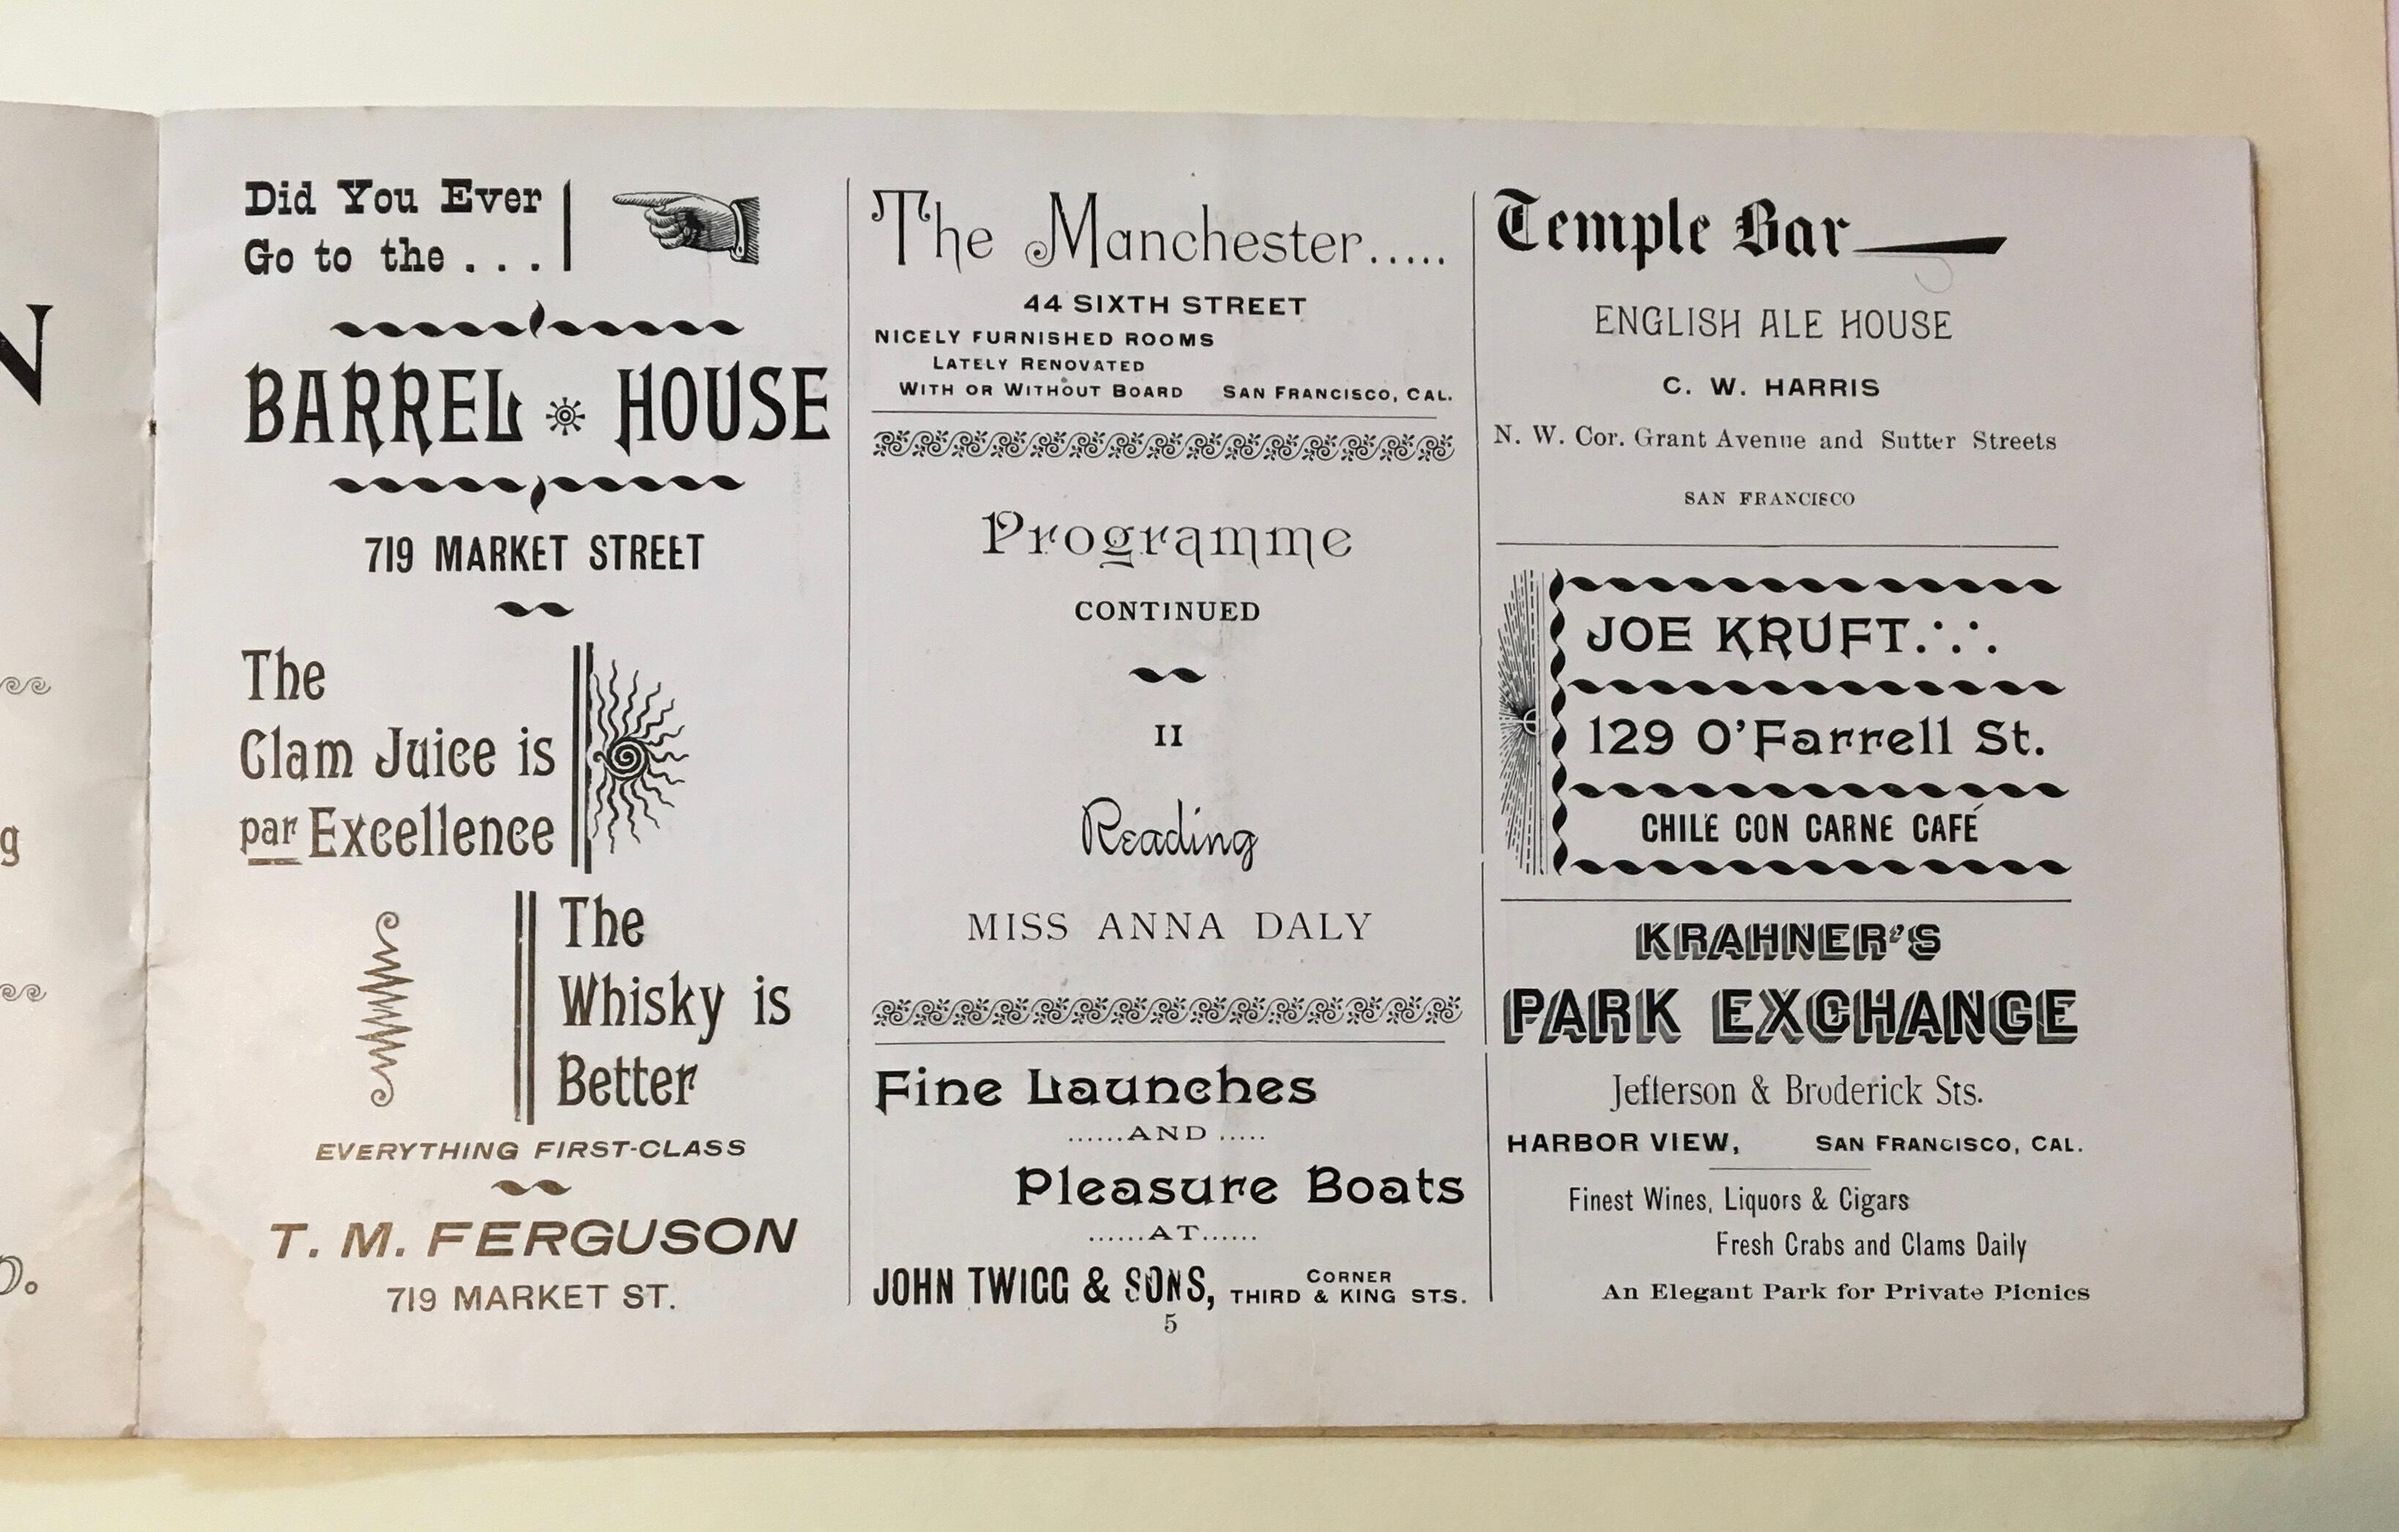 Did You Ever
Go to the . . .
BARREL HOUSE
719 MARKET STREET
The
Clam Juice is
par Excellence
The
Whisky is
Better
EVERYTHING FIRST-CLASS
T. M. FERGUSON
719 MARKET ST.
The Manchester.....
44 SIXTH STREET
NICELY FURNISHED ROOMS
LATELY RENOVATED
WITH OR WITHOUT BOARD SAN FRANCISCO, CAL.
Programme
CONTINUED
II
Reading
MISS ANNA DALY
Fine Launches
......AND .....
Pleasure Boats
......AT......
JOHN TWIGG & SONS, CORNER THIRD & KING STS.
5
Temple Bar
ENGLISH ALE HOUSE
C. W. HARRIS
N. W. Cor. Grant Avenue and Sutter Streets
SAN FRANCISCO
JOE KRUFT.·.·.
129 O'Farrell St.
CHILE CON CARNE CAFÉ
KRAHNER'S
PARK EXCHANGE
Jefferson & Broderick Sts.
HARBOR VIEW, SAN FRANCISCO, CAL.
Finest Wines, Liquors & Cigars
Fresh Crabs and Clams Daily
An Elegant Park for Private Picnics